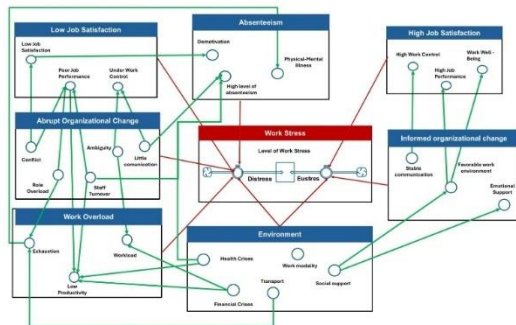 Low Job Satisfaction
Low Job
Satisfaction
Poor Job
Performance
Under Work
Control
Absenteeism
Demotivation
Physical-Mental
Illness
High level of
absenteeism
High Job Satisfaction
High Work Control
Work Well -
Being
High Job
Performance
Abrupt Organizational Change
Conflict
Ambiguity
Little
comunication
Role
Overload
Staff
Turnover
Work Stress
Level of Work Stress
Distress
Eustres
Informed organizational change
Stable
communication
Favorable work
environment
Emotional
Support
Work Overload
Exhaustion
Workload
Low
Productivity
Environment
Health Crises
Work modality
Social support
Financial Crises
Transport